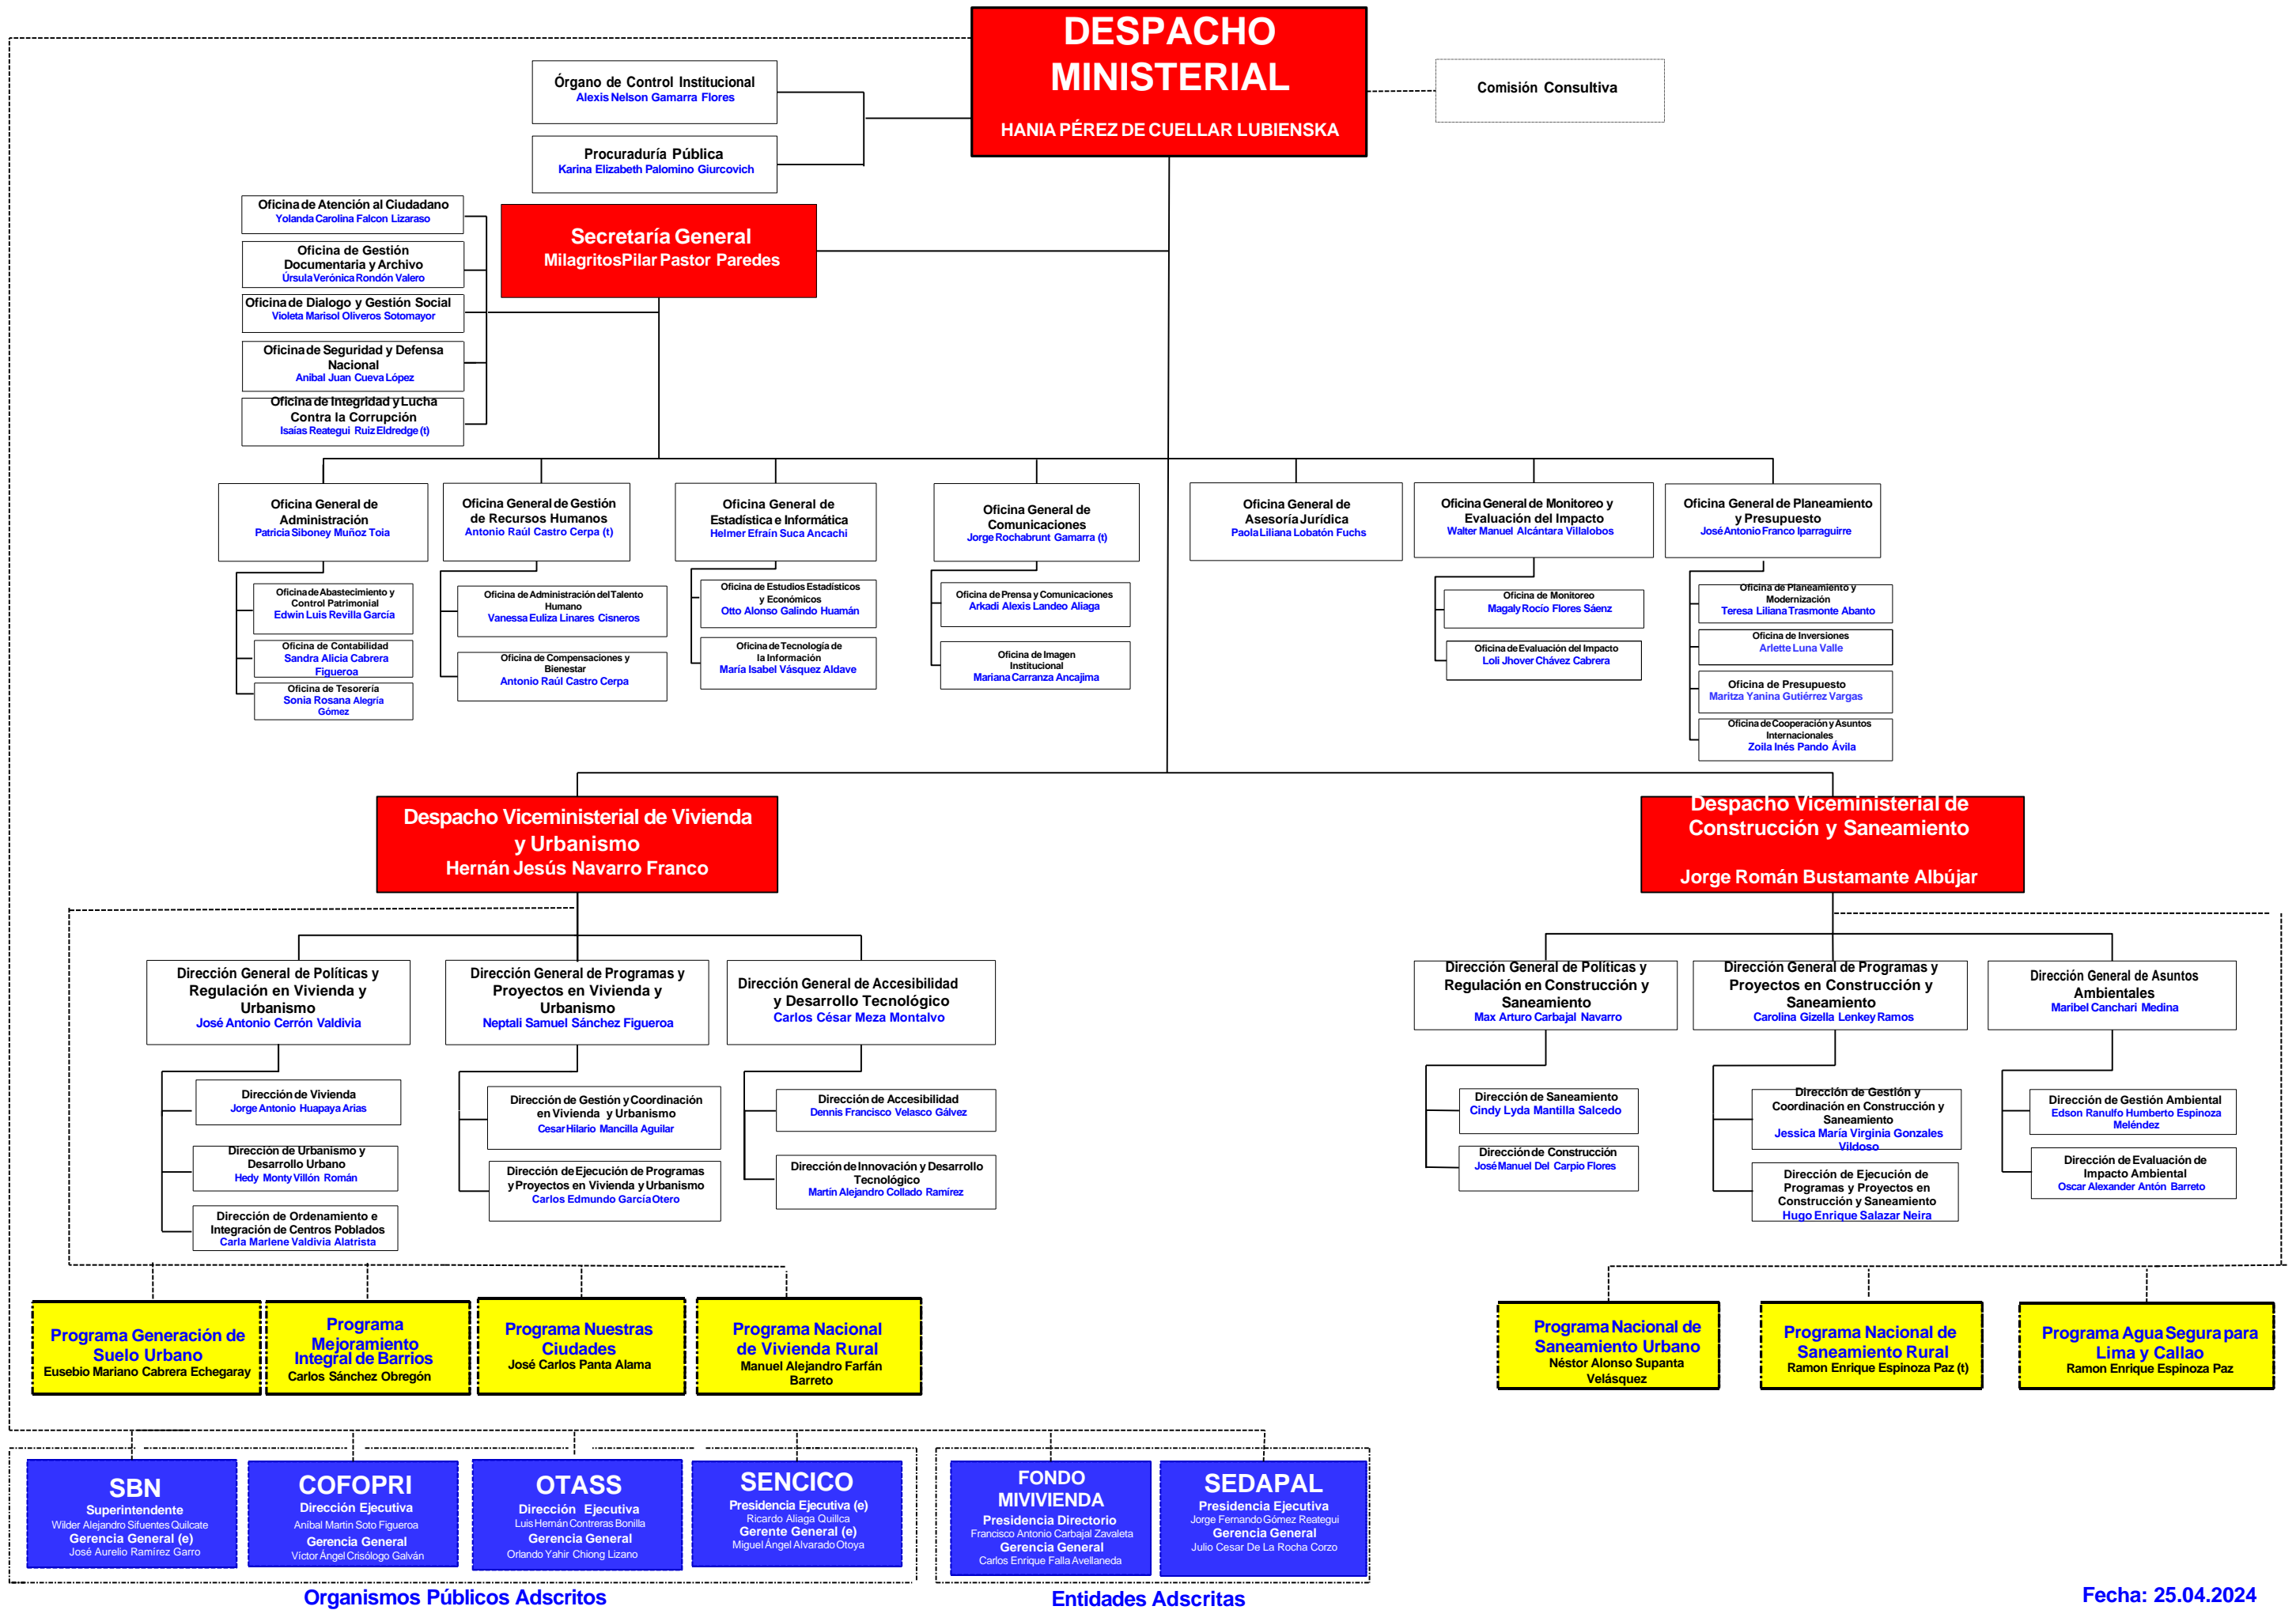 DESPACHO
MINISTERIAL
HANIA PÉREZ DE CUELLAR LUBIENSKA
Órgano de Control Institucional
Alexis Nelson Gamarra Flores
Comisión Consultiva
Procuraduría Pública
Karina Elizabeth Palomino Giurcovich
Secretaría General
MilagritosPilar Pastor Paredes
Oficina de Atención al Ciudadano
Yolanda Carolina Falcon Lizaraso
Oficina de Gestión
Documentaria y Archivo
Úrsula Verónica Rondón Valero
Oficina de Dialogo y Gestión Social
Violeta Marisol Oliveros Sotomayor
Oficina de Seguridad y Defensa
Nacional
Anibal Juan Cueva López
Oficina de Integridad y Lucha
Contra la Corrupción
Isaías Reategui Ruiz Eldredge (t)
Oficina General de
Administración
Patricia Siboney Muñoz Toia
Oficina General de Gestión
de Recursos Humanos
Antonio Raúl Castro Cerpa (t)
Oficina General de
Estadística e Informática
Helmer Efraín Suca Ancachi
Oficina General de
Comunicaciones
Jorge Rochabrunt Gamarra (t)
Oficina General de
Asesoría Jurídica
Paola Liliana Lobatón Fuchs
Oficina General de Monitoreo y
Evaluación del Impacto
Walter Manuel Alcántara Villalobos
Oficina General de Planeamiento
y Presupuesto
José Antonio Franco Iparraguirre
Oficina de Abastecimiento y
Control Patrimonial
Edwin Luis Revilla García
Oficina de Contabilidad
Sandra Alicia Cabrera
Figueroa
Oficina de Tesorería
Sonia Rosana Alegría
Gómez
Oficina de Administración del Talento
Humano
Vanessa Euliza Linares Cisneros
Oficina de Compensaciones y
Bienestar
Antonio Raúl Castro Cerpa
Oficina de Estudios Estadísticos
y Económicos
Otto Alonso Galindo Huamán
Oficina de Tecnología de
la Información
María Isabel Vásquez Aldave
Oficina de Prensa y Comunicaciones
Arkadi Alexis Landeo Aliaga
Oficina de Imagen
Institucional
Mariana Carranza Ancajima
Oficina de Monitoreo
Magaly Rocío Flores Sáenz
Oficina de Evaluación del Impacto
Loli Jhover Chávez Cabrera
Oficina de Planeamiento y
Modernización
Teresa Liliana Trasmonte Abanto
Oficina de Inversiones
Arlette Luna Valle
Oficina de Presupuesto
Maritza Yanina Gutiérrez Vargas
Oficina de Cooperación y Asuntos
Internacionales
Zoila Inés Pando Ávila
Despacho Viceministerial de Vivienda
y Urbanismo
Hernán Jesús Navarro Franco
Despacho Viceministerial de
Construcción y Saneamiento
Jorge Román Bustamante Albújar
Dirección General de Políticas y
Regulación en Vivienda y
Urbanismo
José Antonio Cerrón Valdivia
Dirección General de Programas y
Proyectos en Vivienda y
Urbanismo
Neptali Samuel Sánchez Figueroa
Dirección General de Accesibilidad
y Desarrollo Tecnológico
Carlos César Meza Montalvo
Dirección General de Políticas y
Regulación en Construcción y
Saneamiento
Max Arturo Carbajal Navarro
Dirección General de Programas y
Proyectos en Construcción y
Saneamiento
Carolina Gizella Lenkey Ramos
Dirección General de Asuntos
Ambientales
Maribel Canchari Medina
Dirección de Vivienda
Jorge Antonio Huapaya Arias
Dirección de Urbanismo y
Desarrollo Urbano
Hedy Monty Villón Román
Dirección de Ordenamiento e
Integración de Centros Poblados
Carla Marlene Valdivia Alatrista
Dirección de Gestión y Coordinación
en Vivienda y Urbanismo
Cesar Hilario Mancilla Aguilar
Dirección de Ejecución de Programas
y Proyectos en Vivienda y Urbanismo
Carlos Edmundo García Otero
Dirección de Accesibilidad
Dennis Francisco Velasco Gálvez
Dirección de Innovación y Desarrollo
Tecnológico
Martín Alejandro Collado Ramírez
Dirección de Saneamiento
Cindy Lyda Mantilla Salcedo
Dirección de Construcción
José Manuel Del Carpio Flores
Dirección de Gestión y
Coordinación en Construcción y
Saneamiento
Jessica María Virginia Gonzales
Vildoso
Dirección de Ejecución de
Programas y Proyectos en
Construcción y Saneamiento
Hugo Enrique Salazar Neira
Dirección de Gestión Ambiental
Edson Ranulfo Humberto Espinoza
Meléndez
Dirección de Evaluación de
Impacto Ambiental
Oscar Alexander Antón Barreto
Programa Generación de
Suelo Urbano
Eusebio Mariano Cabrera Echegaray
Programa
Mejoramiento
Integral de Barrios
Carlos Sánchez Obregón
Programa Nuestras
Ciudades
José Carlos Panta Alama
Programa Nacional
de Vivienda Rural
Manuel Alejandro Farfán
Barreto
Programa Nacional de
Saneamiento Urbano
Néstor Alonso Supanta
Velásquez
Programa Nacional de
Saneamiento Rural
Ramon Enrique Espinoza Paz (t)
Programa Agua Segura para
Lima y Callao
Ramon Enrique Espinoza Paz
SBN
Superintendente
Wilder Alejandro Sifuentes Quilcate
Gerencia General (e)
José Aurelio Ramírez Garro
COFOPRI
Dirección Ejecutiva
Aníbal Martin Soto Figueroa
Gerencia General
Víctor Ángel Crisólogo Galván
OTASS
Dirección Ejecutiva
Luis Hernán Contreras Bonilla
Gerencia General
Orlando Yahir Chiong Lizano
SENCICO
Presidencia Ejecutiva (e)
Ricardo Aliaga Quillca
Gerente General (e)
Miguel Ángel Alvarado Otoya
FONDO
MIVIVIENDA
Presidencia Directorio
Francisco Antonio Carbajal Zavaleta
Gerencia General
Carlos Enrique Falla Avellaneda
SEDAPAL
Presidencia Ejecutiva
Jorge Fernando Gómez Reategui
Gerencia General
Julio Cesar De La Rocha Corzo
Organismos Públicos Adscritos
Entidades Adscritas
Fecha: 25.04.2024